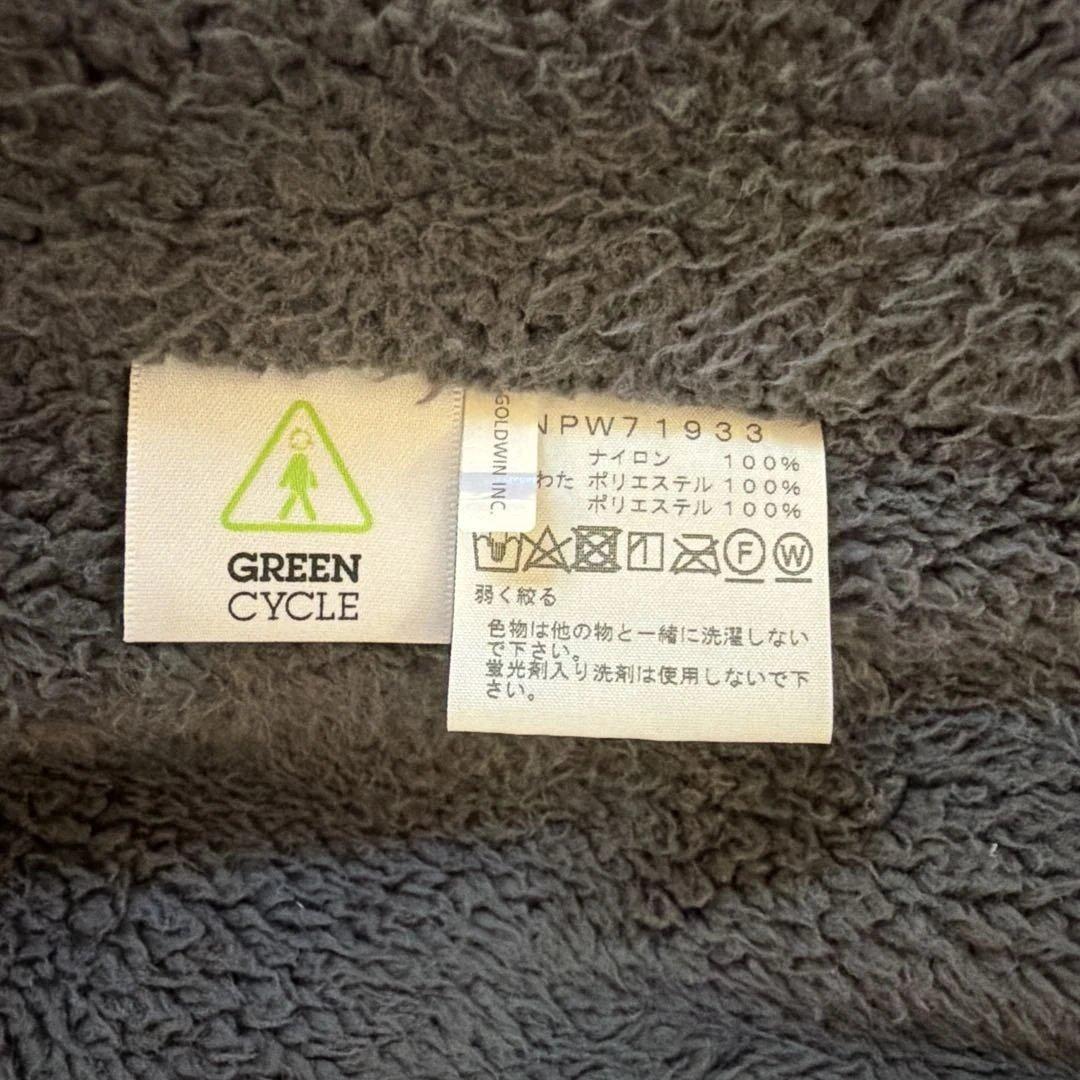 GREEN
CYCLE
GOLDWIN INC.
NPW71933
ナイロン 100%
わた ポリエステル 100%
ポリエステル 100%
F W
弱く絞る
色物は他の物と一緒に洗濯しない
で下さい。
蛍光剤入り洗剤は使用しないで下
さい。